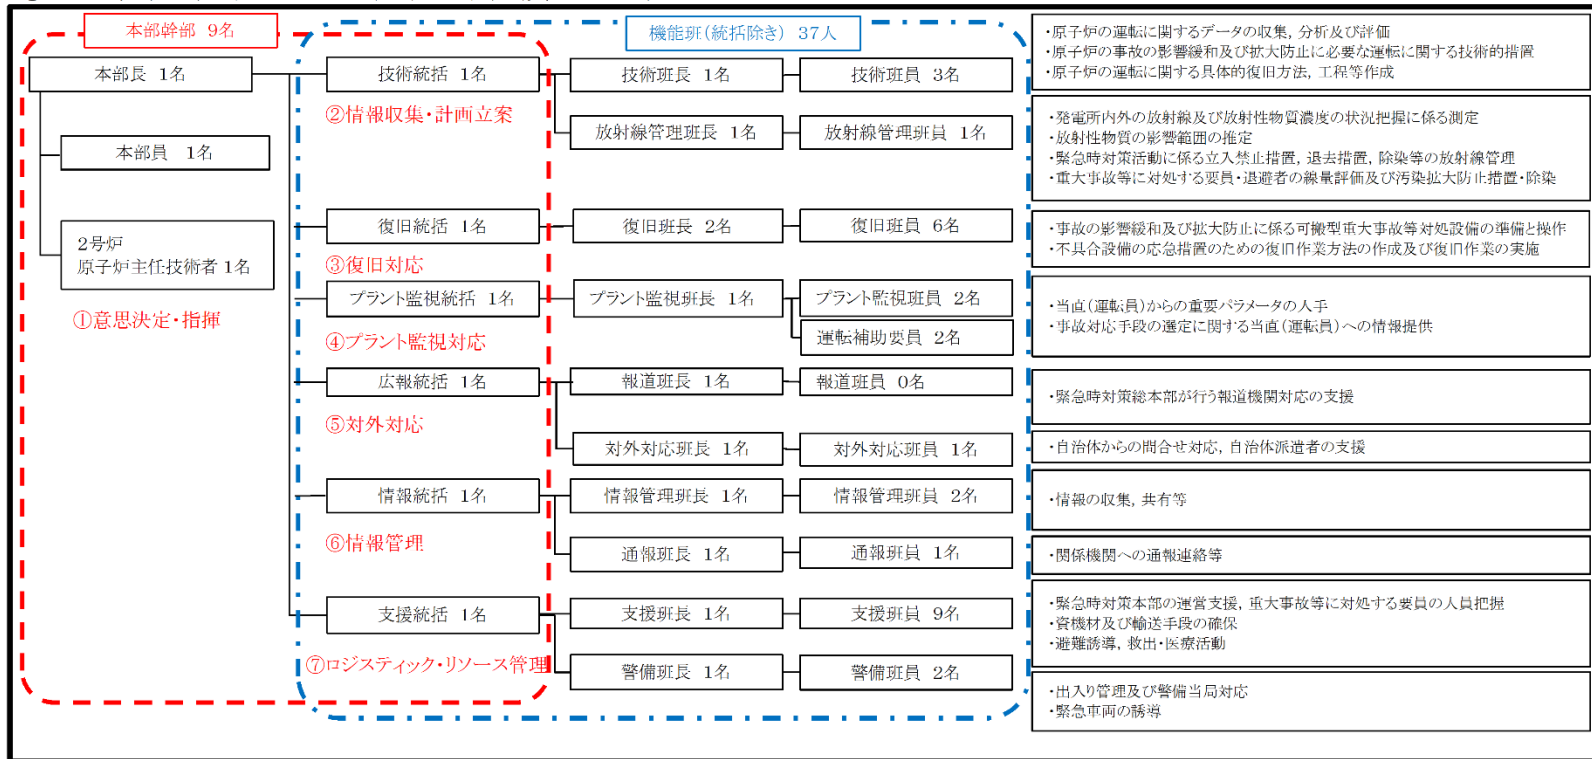 本部幹部 9名
機能班(統括除き) 37人
本部長 1名
技術統括 1名
技術班長 1名
技術班員 3名
・原子炉の運転に関するデータの収集, 分析及び評価
・原子炉の事故の影響緩和及び拡大防止に必要な運転に関する技術的措置
・原子炉の運転に関する具体的復旧方法, 工程等作成
②情報収集・計画立案
放射線管理班長 1名
放射線管理班員 1名
・発電所内外の放射線及び放射性物質濃度の状況把握に係る測定
・放射性物質の影響範囲の推定
・緊急時対策活動に係る立入禁止措置, 退去措置, 除染等の放射線管理
・重大事故等に対処する要員・退避者の線量評価及び汚染拡大防止措置・除染
本部員 1名
2号炉
原子炉主任技術者 1名
①意思決定・指揮
復旧統括 1名
復旧班長 2名
復旧班員 6名
・事故の影響緩和及び拡大防止に係る可搬型重大事故等対処設備の準備と操作
・不具合設備の応急措置のための復旧作業方法の作成及び復旧作業の実施
③復旧対応
プラント監視統括 1名
プラント監視班長 1名
プラント監視班員 2名
運転補助要員 2名
・当直(運転員)からの重要パラメータの入手
・事故対応手段の選定に関する当直(運転員)への情報提供
④プラント監視対応
広報統括 1名
報道班長 1名
報道班員 0名
・緊急時対策総本部が行う報道機関対応の支援
⑤対外対応
対外対応班長 1名
対外対応班員 1名
・自治体からの問合せ対応, 自治体派遣者の支援
情報統括 1名
情報管理班長 1名
情報管理班員 2名
・情報の収集, 共有等
⑥情報管理
通報班長 1名
通報班員 1名
・関係機関への通報連絡等
支援統括 1名
支援班長 1名
支援班員 9名
・緊急時対策本部の運営支援, 重大事故等に対処する要員の人員把握
・資機材及び輸送手段の確保
・避難誘導, 救出・医療活動
⑦ロジスティック・リソース管理
警備班長 1名
警備班員 2名
・出入り管理及び警備当局対応
・緊急車両の誘導